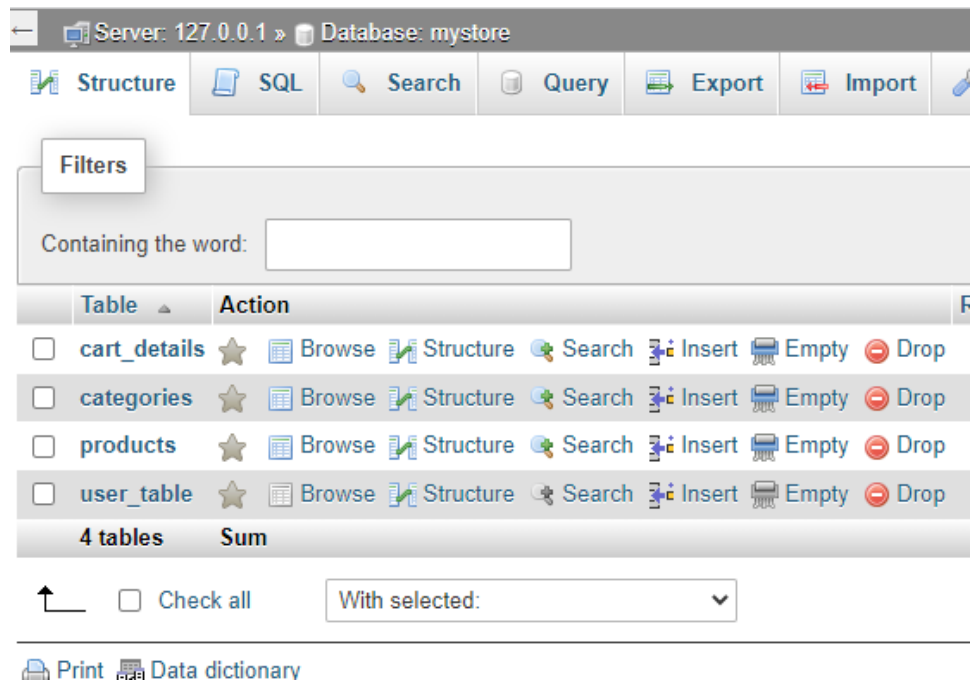 ← Server: 127.0.0.1 » Database: mystore
Structure SQL Search Query Export Import
Filters
Containing the word:
Table Action
cart_details Browse Structure Search Insert Empty Drop
categories Browse Structure Search Insert Empty Drop
products Browse Structure Search Insert Empty Drop
user_table Browse Structure Search Insert Empty Drop
4 tables Sum
Check all With selected:
Print Data dictionary